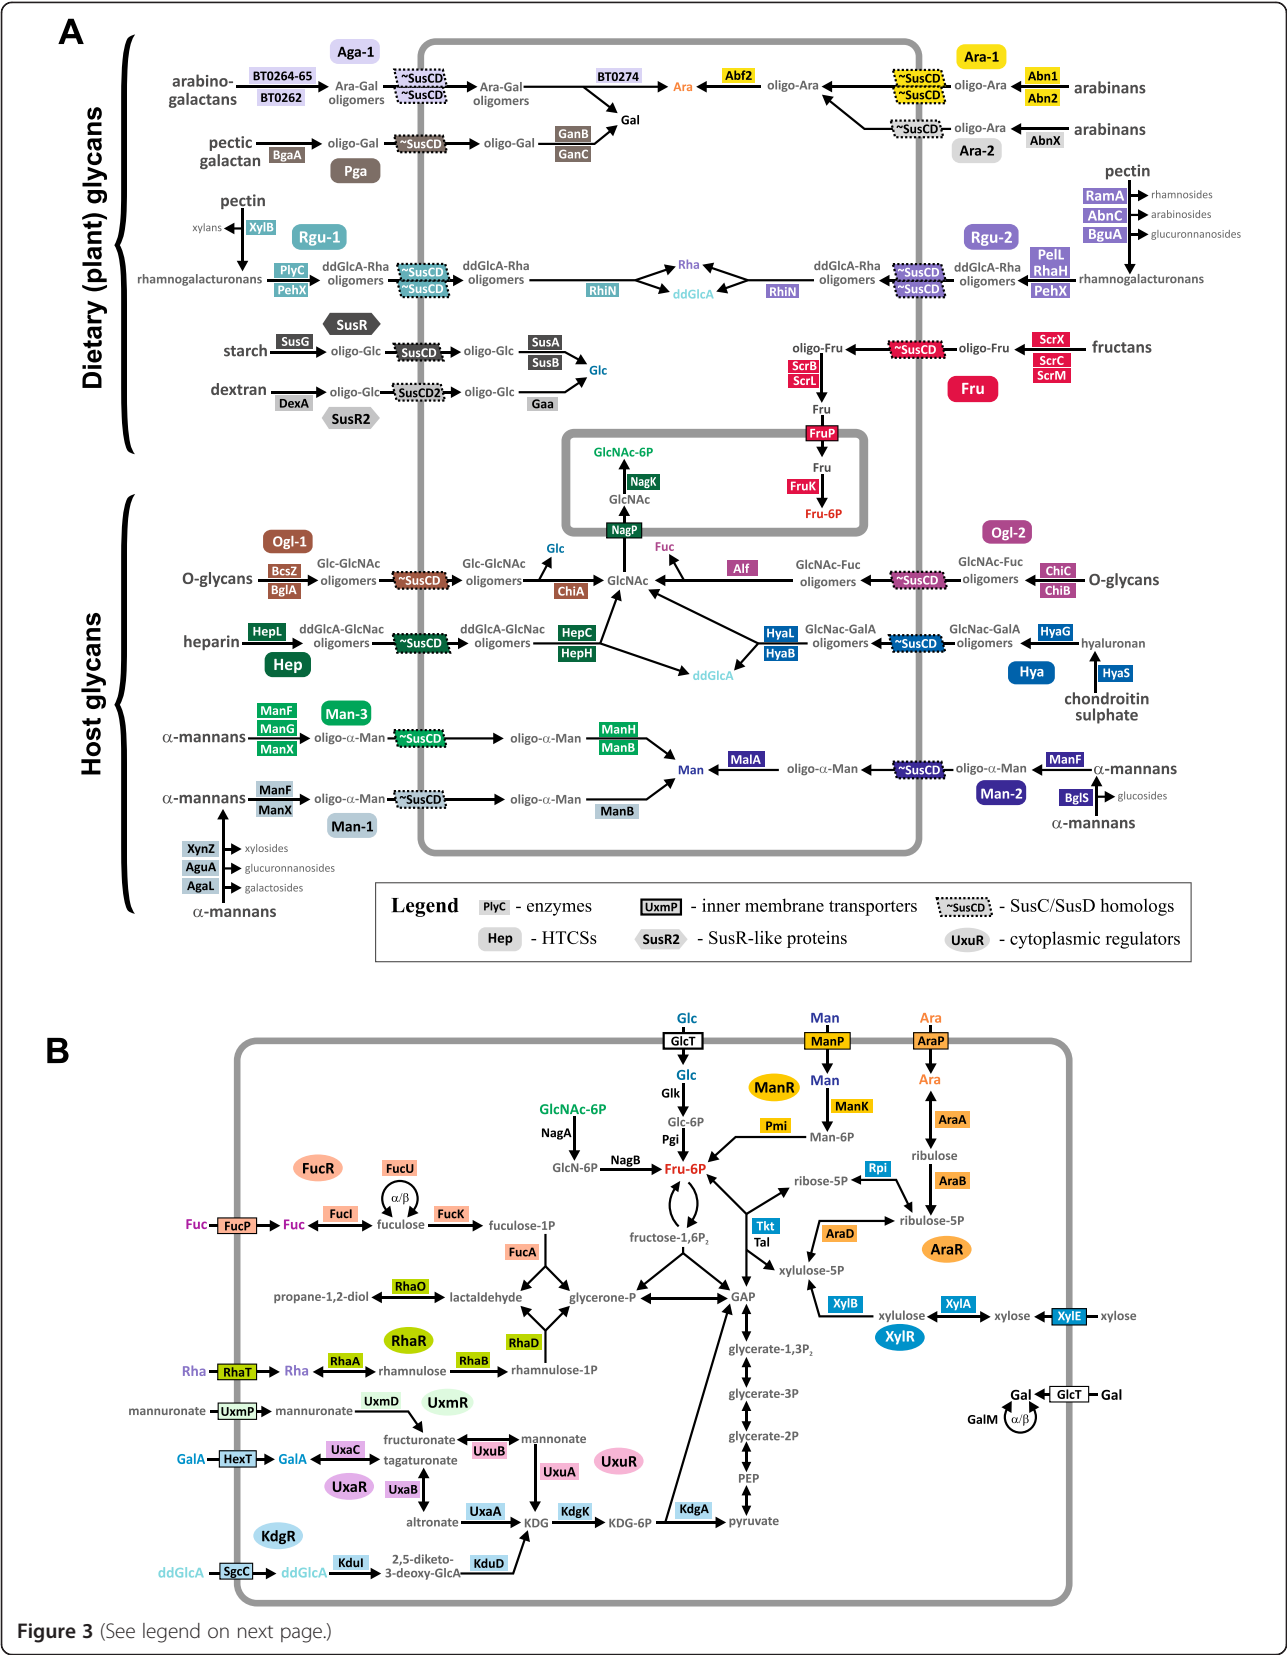 A
Dietary (plant) glycans
Host glycans
Aga-1
arabino-
galactans
BT0264-65
BT0262
Ara-Gal
oligomers
~SusCD
~SusCD
Ara-Gal
oligomers
BT0274
Ara
Gal
Abf2
oligo-Ara
~SusCD
~SusCD
oligo-Ara
Ara-1
Abn1
Abn2
arabinans
~SusCD
oligo-Ara
AbnX
arabinans
Ara-2
pectic
galactan
BgaA
oligo-Gal
~SusCD
oligo-Gal
GanB
GanC
Pga
pectin
xylans
XylB
Rgu-1
rhamnogalacturonans
PlyC
PehX
ddGlcA-Rha
oligomers
~SusCD
~SusCD
ddGlcA-Rha
oligomers
RhiN
Rha
ddGlcA
RhiN
ddGlcA-Rha
oligomers
~SusCD
~SusCD
ddGlcA-Rha
oligomers
Rgu-2
PelL
RhaH
PehX
rhamnogalacturonans
pectin
RamA
rhamnosides
AbnC
arabinosides
BguA
glucuronnanosides
SusR
starch
SusG
oligo-Glc
SusCD
oligo-Glc
SusA
SusB
Glc
dextran
DexA
oligo-Glc
SusCD2
oligo-Glc
Gaa
SusR2
oligo-Fru
~SusCD
oligo-Fru
ScrX
ScrC
ScrM
fructans
Fru
ScrB
ScrL
Fru
FruP
Fru
FruK
Fru-6P
GlcNAc-6P
NagK
GlcNAc
NagP
Ogl-1
O-glycans
BcsZ
BglA
Glc-GlcNAc
oligomers
~SusCD
Glc-GlcNAc
oligomers
Glc
ChiA
GlcNAc
Fuc
Alf
GlcNAc-Fuc
oligomers
~SusCD
GlcNAc-Fuc
oligomers
Ogl-2
ChiC
ChiB
O-glycans
heparin
HepL
Hep
ddGlcA-GlcNac
oligomers
~SusCD
ddGlcA-GlcNac
oligomers
HepC
HepH
ddGlcA
HyaL
HyaB
GlcNac-GalA
oligomers
~SusCD
GlcNac-GalA
oligomers
HyaG
hyaluronan
Hya
HyaS
chondroitin
sulphate
α-mannans
ManF
ManG
ManX
Man-3
oligo-α-Man
~SusCD
oligo-α-Man
ManH
ManB
Man
MalA
oligo-α-Man
~SusCD
oligo-α-Man
ManF
α-mannans
Man-2
BglS
glucosides
α-mannans
α-mannans
ManF
ManX
oligo-α-Man
~SusCD
oligo-α-Man
ManB
Man-1
XynZ
xylosides
AguA
glucuronnanosides
AgaL
galactosides
α-mannans
Legend
PlyC - enzymes
UxmP - inner membrane transporters
~SusCD - SusC/SusD homologs
Hep - HTCSs
SusR2 - SusR-like proteins
UxuR - cytoplasmic regulators
B
Glc
GlcT
Glc
Glk
Glc-6P
Pgi
Fru-6P
Man
ManP
Man
ManK
Man-6P
Pmi
ManR
Ara
AraP
Ara
AraA
ribulose
AraB
ribulose-5P
AraR
AraD
GlcNAc-6P
NagA
GlcN-6P
NagB
ribose-5P
Rpi
Tkt
Tal
xylulose-5P
XylB
xylulose
XylA
xylose
XylE
xylose
XylR
fructose-1,6P2
glycerone-P
GAP
FucR
Fuc
FucP
Fuc
FucI
FucU
α/β
fuculose
FucK
fuculose-1P
FucA
propane-1,2-diol
RhaO
lactaldehyde
RhaR
RhaD
Rha
RhaT
Rha
RhaA
rhamnulose
RhaB
rhamnulose-1P
glycerate-1,3P2
glycerate-3P
glycerate-2P
PEP
pyruvate
Gal
GlcT
Gal
GalM
α/β
mannuronate
UxmP
mannuronate
UxmD
UxmR
fructuronate
UxuB
mannonate
UxuA
UxuR
GalA
HexT
GalA
UxaC
tagaturonate
UxaR
UxaB
altronate
UxaA
KDG
KdgK
KDG-6P
KdgA
KdgR
ddGlcA
SgcC
ddGlcA
KduI
2,5-diketo-
3-deoxy-GlcA
KduD
Figure 3 (See legend on next page.)